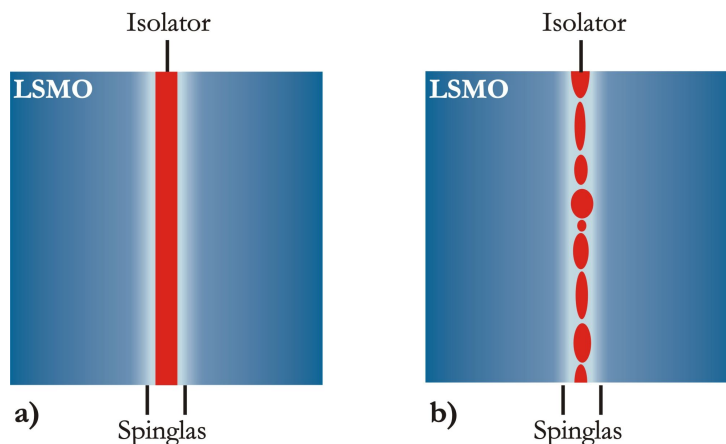 Isolator
LSMO
a)
Spinglas
Isolator
LSMO
b)
Spinglas